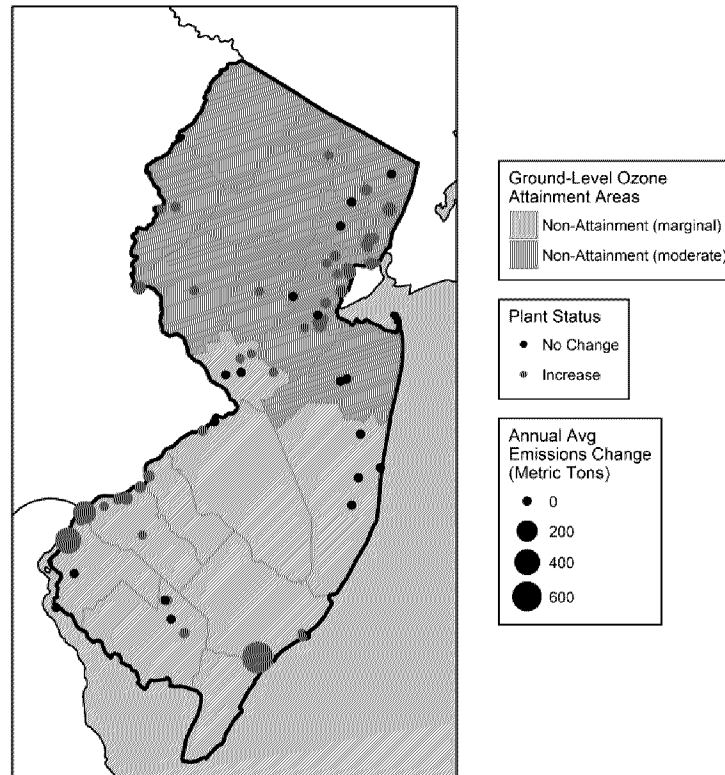 Ground-Level Ozone
Attainment Areas
Non-Attainment (marginal)
Non-Attainment (moderate)
Plant Status
No Change
Increase
Annual Avg
Emissions Change
(Metric Tons)
0
200
400
600